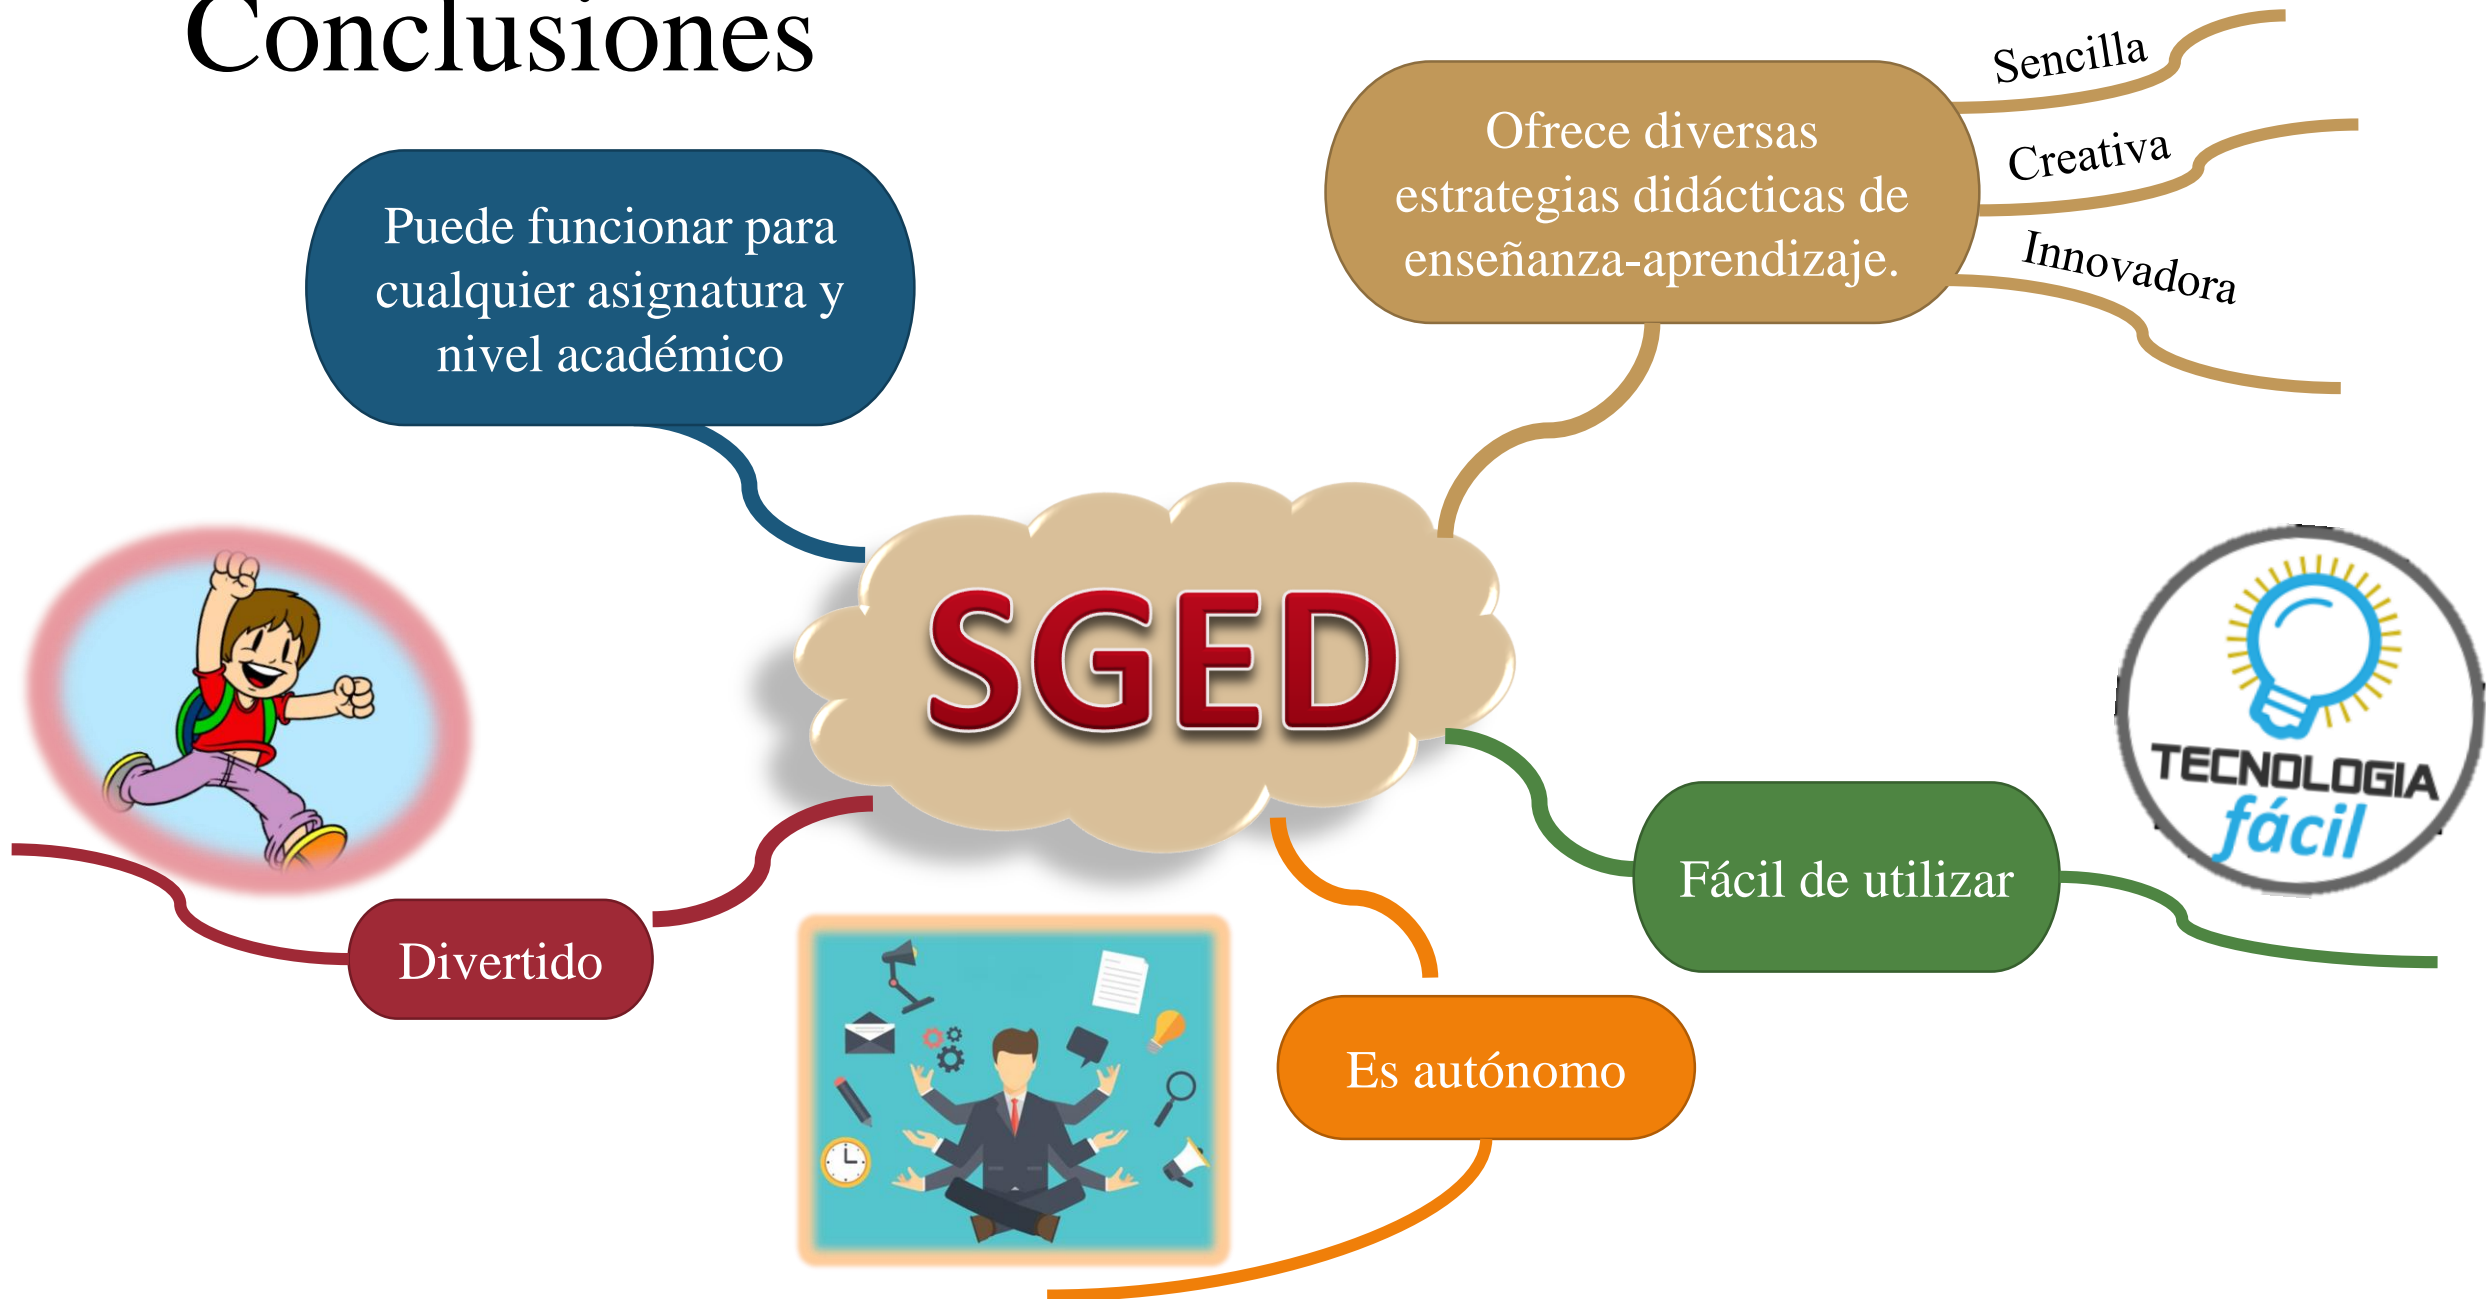 Conclusiones
Puede funcionar para
cualquier asignatura y
nivel académico
Ofrece diversas
estrategias didácticas de
enseñanza-aprendizaje.
Sencilla
Creativa
Innovadora
SGED
TECNOLOGIA
fácil
Fácil de utilizar
Divertido
Es autónomo